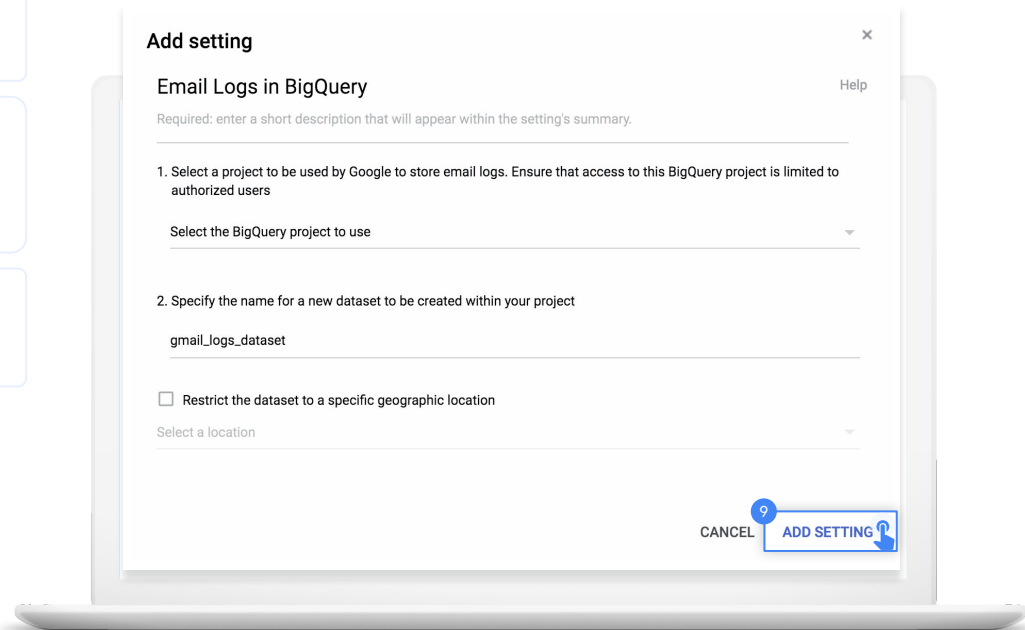 Add setting
×
Email Logs in BigQuery
Help
Required: enter a short description that will appear within the setting's summary.
1. Select a project to be used by Google to store email logs. Ensure that access to this BigQuery project is limited to
authorized users
Select the BigQuery project to use
2. Specify the name for a new dataset to be created within your project
gmail_logs_dataset
Restrict the dataset to a specific geographic location
Select a location
9
CANCEL ADD SETTING